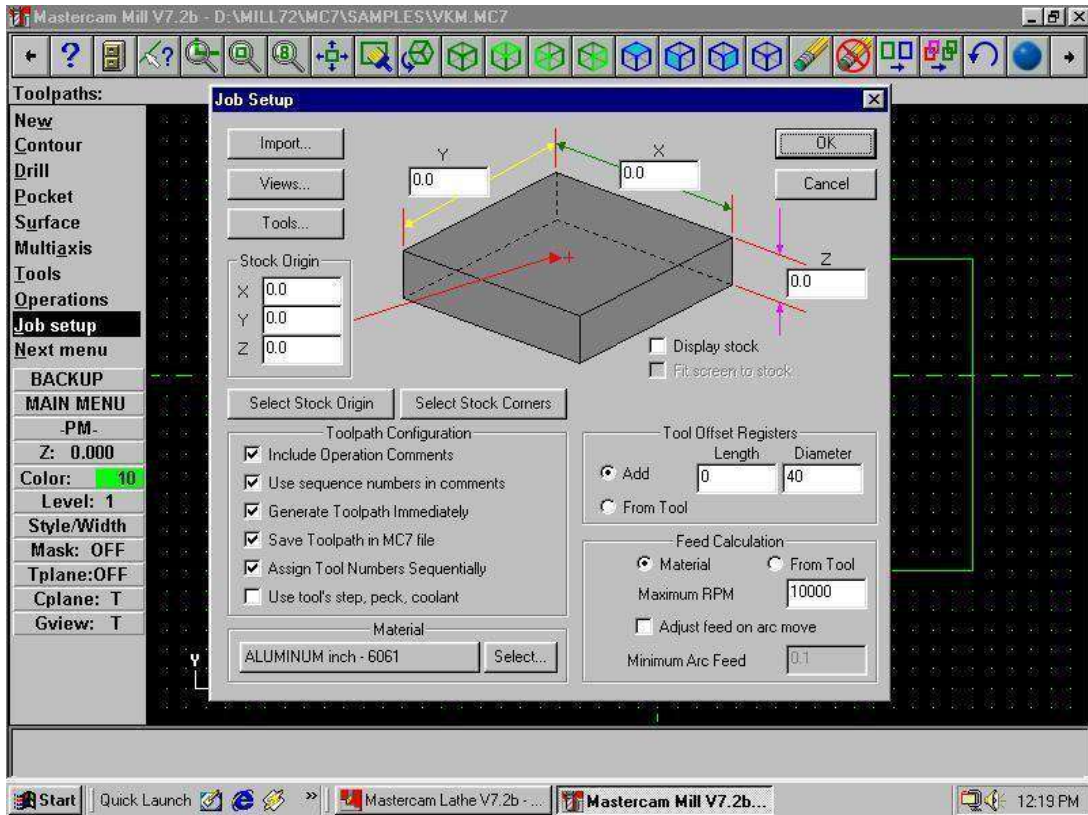 Mastercam Mill V7.2b - D:\MILL72\MC7\SAMPLES\VKM.MC7
Toolpaths:
New
Contour
Drill
Pocket
Surface
Multiaxis
Tools
Operations
Job setup
Next menu
BACKUP
MAIN MENU
-PM-
Z: 0.000
Color: 10
Level: 1
Style/Width
Mask: OFF
Tplane:OFF
Cplane: T
Gview: T
Job Setup
Import...
Views...
Tools...
Y
0.0
X
0.0
OK
Cancel
Z
0.0
Stock Origin
X 0.0
Y 0.0
Z 0.0
Display stock
Fit screen to stock
Select Stock Origin
Select Stock Corners
Toolpath Configuration
Include Operation Comments
Use sequence numbers in comments
Generate Toolpath Immediately
Save Toolpath in MC7 file
Assign Tool Numbers Sequentially
Use tool's step, peck, coolant
Material
ALUMINUM inch - 6061
Select...
Tool Offset Registers
Length Diameter
Add 0 40
From Tool
Feed Calculation
Material From Tool
Maximum RPM 10000
Adjust feed on arc move
Minimum Arc Feed 0.1
Y
Start Quick Launch » Mastercam Lathe V7.2b - ... Mastercam Mill V7.2b... 12:19 PM